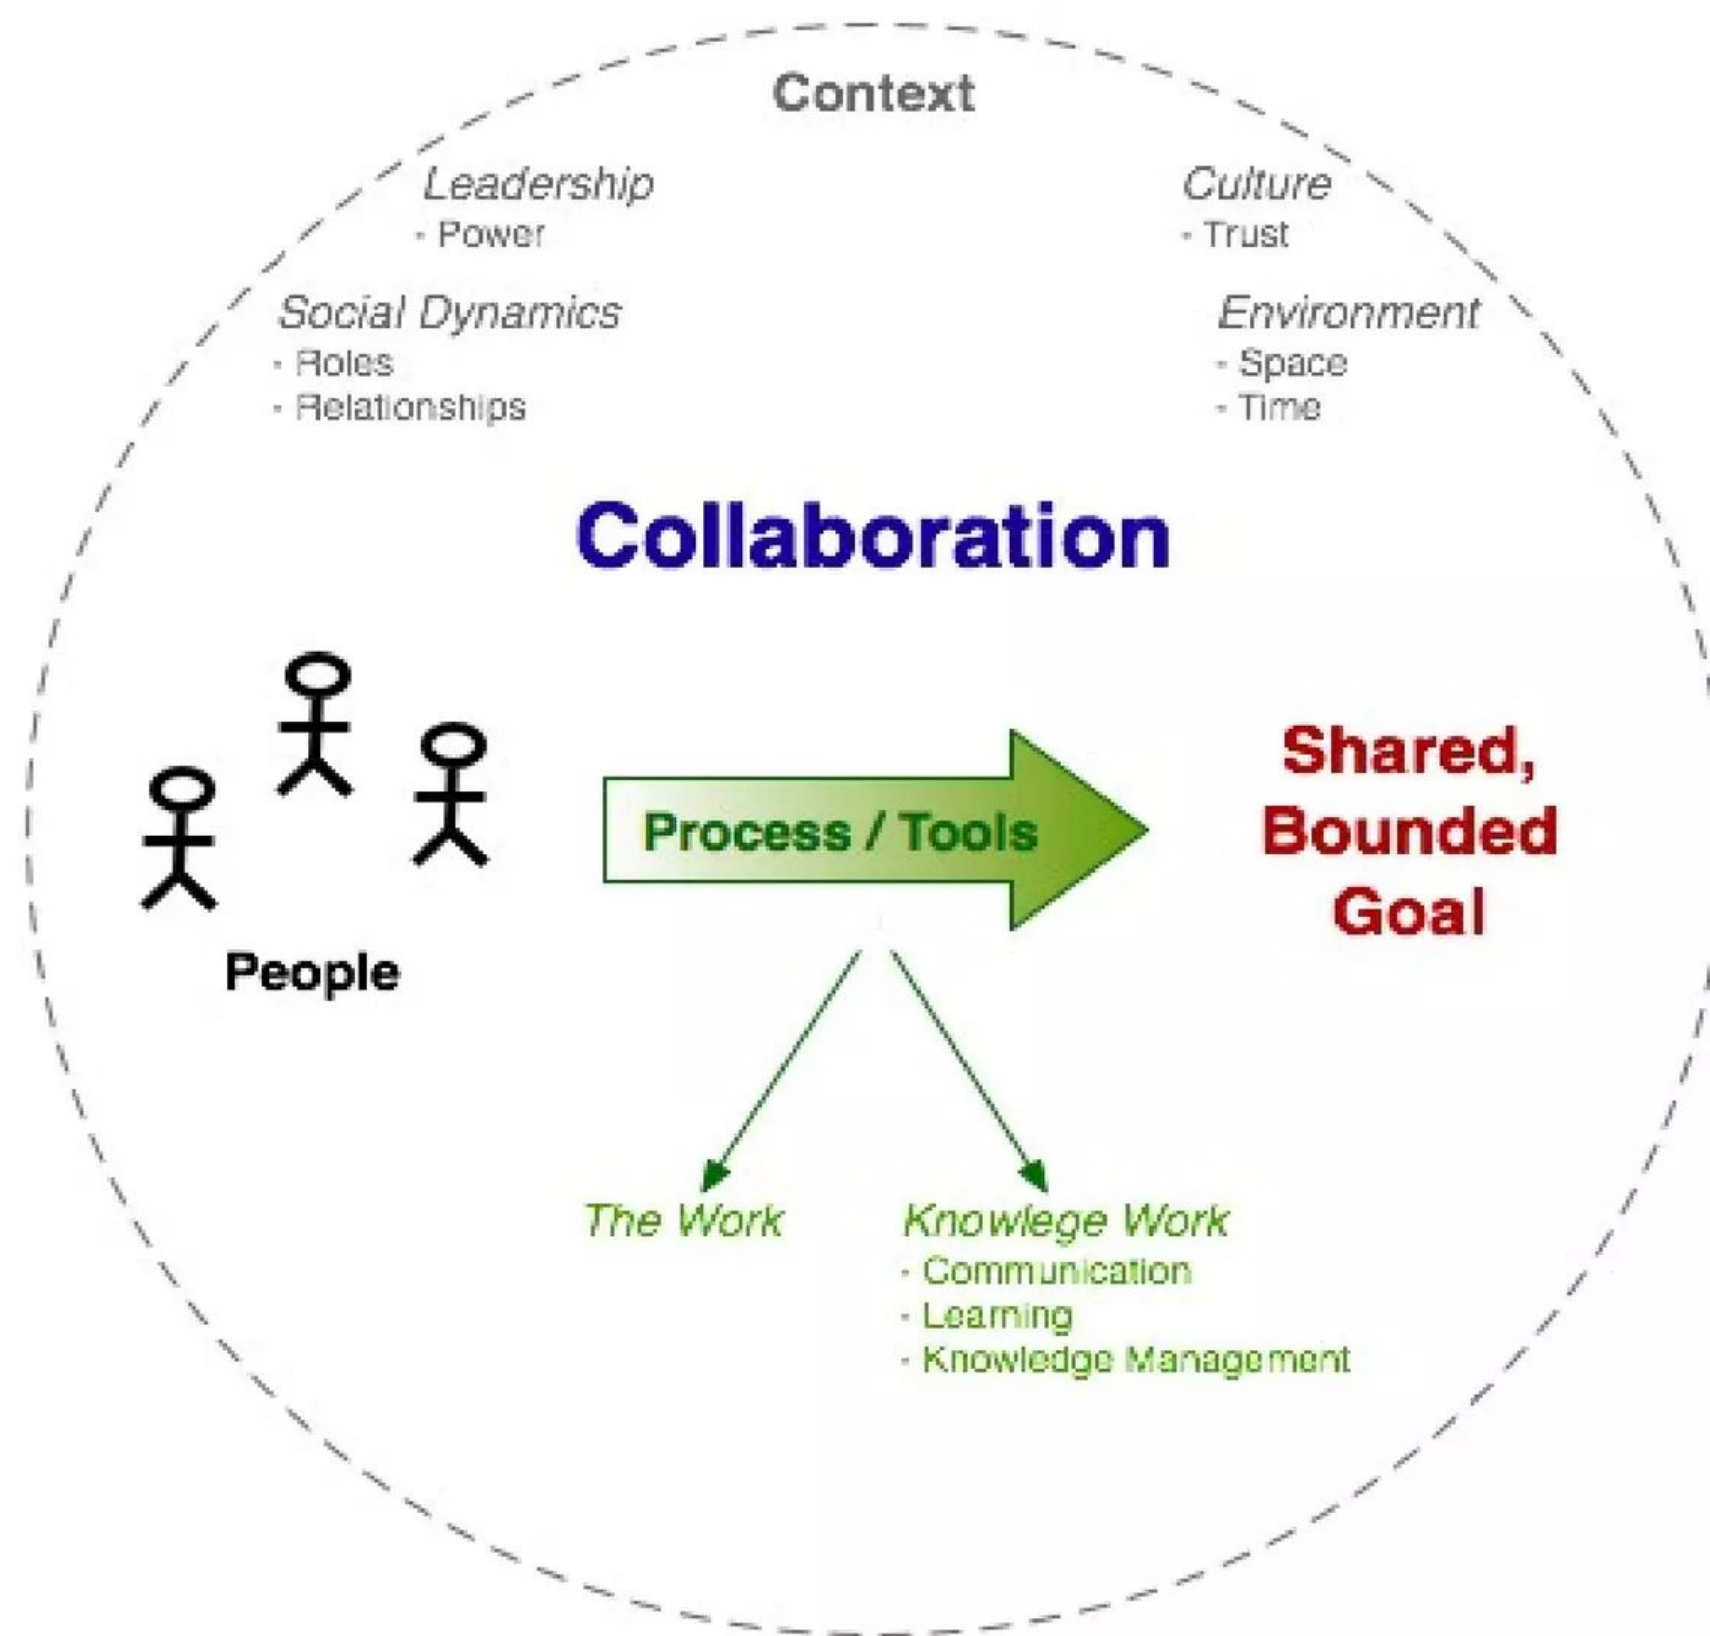 Context
Leadership
- Power
Culture
- Trust
Social Dynamics
- Roles
- Relationships
Environment
- Space
- Time
Collaboration
People
Process / Tools
Shared,
Bounded
Goal
The Work
Knowlege Work
- Communication
- Learning
- Knowledge Management